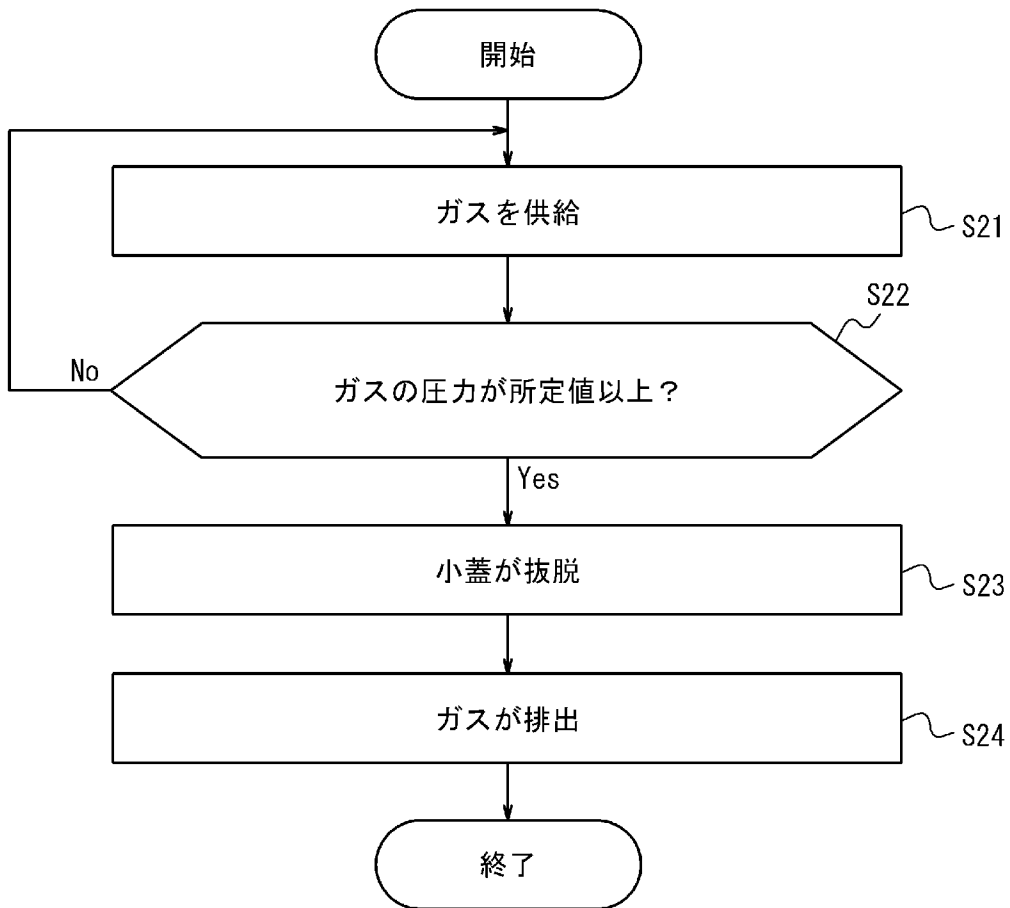 開始
ガスを供給
S21
S22
No
ガスの圧力が所定値以上？
Yes
小蓋が抜脱
S23
ガスが排出
S24
終了